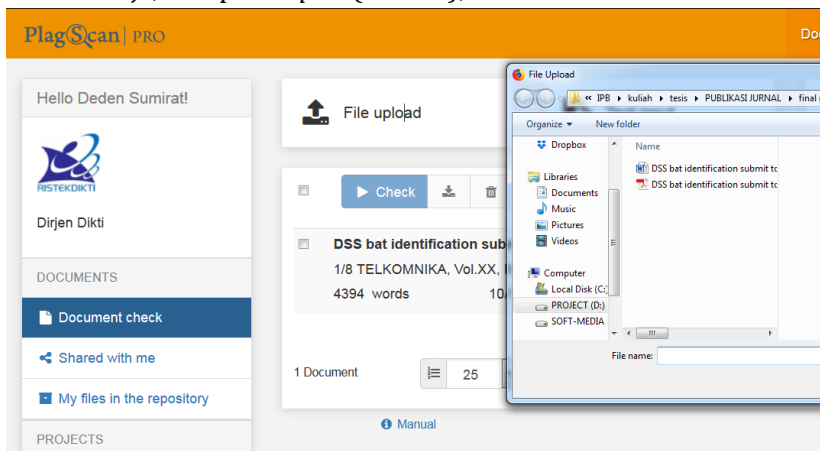 PlagScan | PRO
Do
Hello Deden Sumirat!
RISTEKDIKTI
Dirjen Dikti
DOCUMENTS
Document check
Shared with me
My files in the repository
PROJECTS
File upload
Check
DSS bat identification sub
1/8 TELKOMNIKA, Vol.XX,
4394 words 10/
1 Document
25
Manual
File Upload
« IPB ▸ kuliah ▸ tesis ▸ PUBLIKASI JURNAL ▸ final
Organize
New folder
Dropbox
Libraries
Documents
Music
Pictures
Videos
Computer
Local Disk (C:)
PROJECT (D:)
SOFT-MEDIA
Name
DSS bat identification submit to
DSS bat identification submit to
File name: